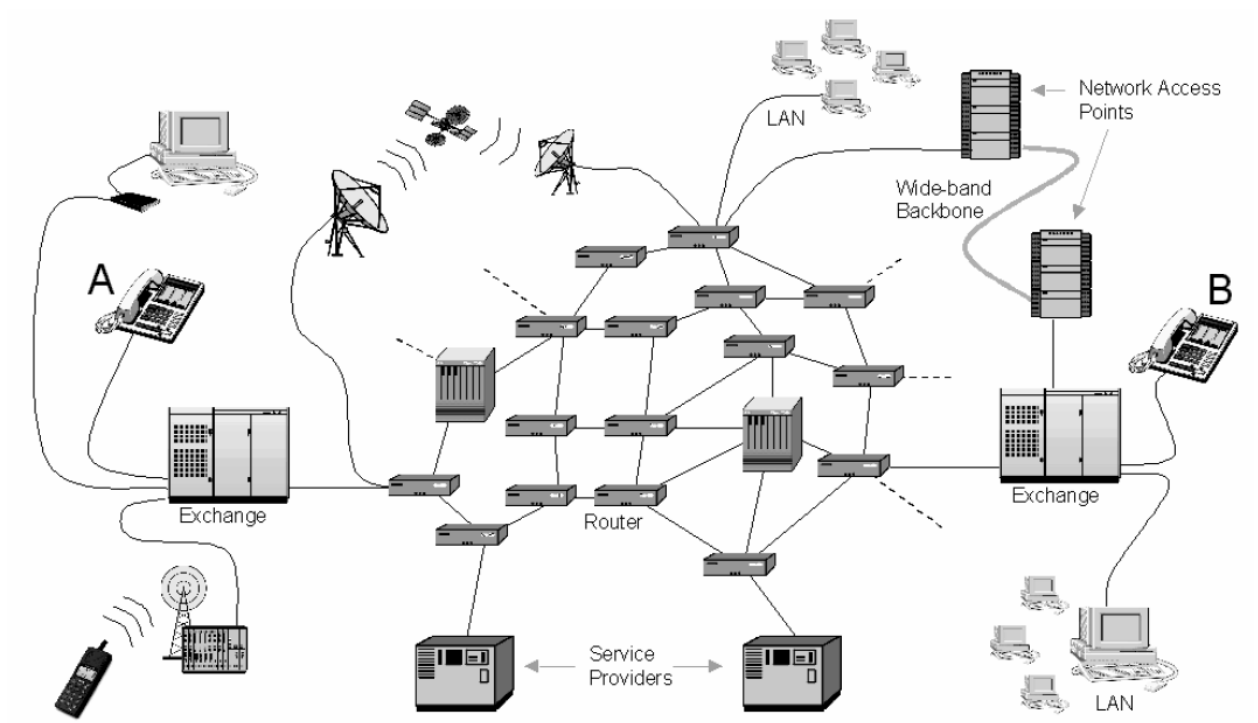 LAN
Network Access
Points
Wide-band
Backbone
A
B
Exchange
Router
Exchange
Service
Providers
LAN